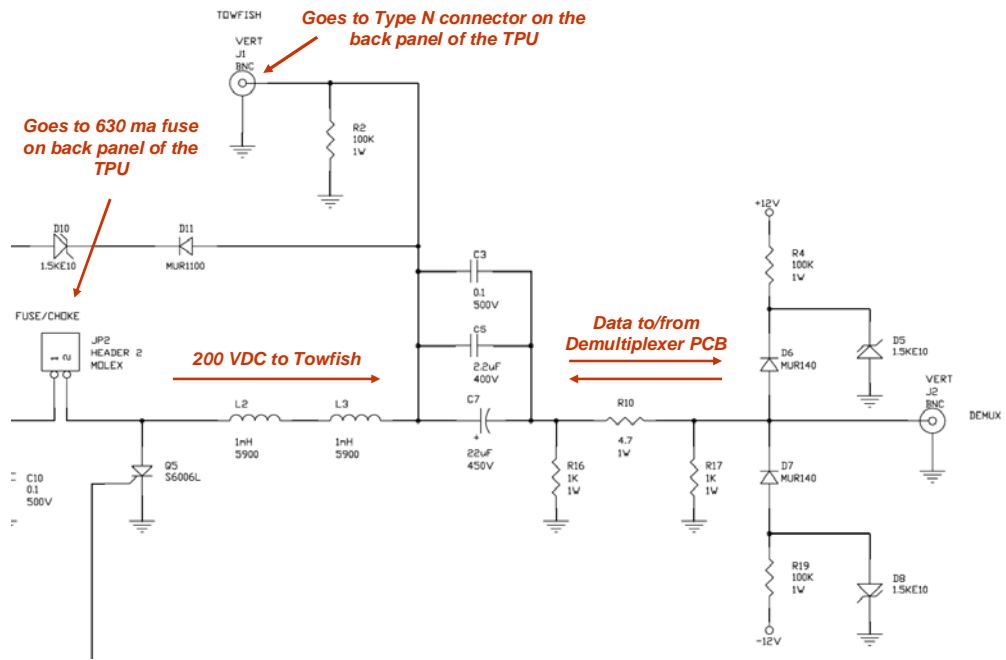 TOWFISH
Goes to Type N connector on the
back panel of the TPU
VERT
J1
BNC
Goes to 630 ma fuse
on back panel of the
TPU
R2
100K
1W
D10
1.5KE10
D11
MUR1100
+12V
R4
100K
1W
C3
0.1
500V
FUSE/CHOKE
JP2
HEADER 2
MOLEX
1 2
200 VDC to Towfish
C5
2.2uF
400V
Data to/from
Demultiplexer PCB
D6
MUR140
D5
1.5KE10
VERT
J2
BNC
DEMUX
L2
1mH
5900
L3
1mH
5900
C7
+
22uF
450V
R10
4.7
1W
C10
0.1
500V
Q5
S6006L
R16
1K
1W
R17
1K
1W
D7
MUR140
R19
100K
1W
D8
1.5KE10
-12V